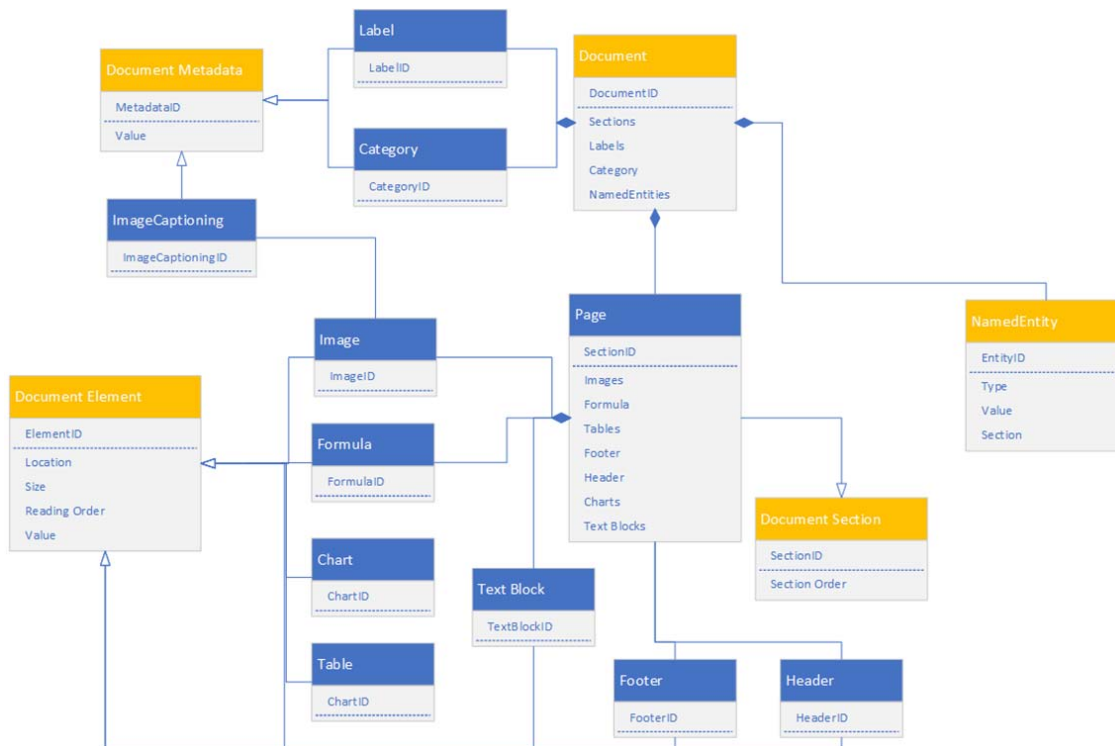 Label
LabelID
Document
DocumentID
Sections
Labels
Category
NamedEntities
Document Metadata
MetadataID
Value
Category
CategoryID
ImageCaptioning
ImageCaptioningID
Page
SectionID
Images
Formula
Tables
Footer
Header
Charts
Text Blocks
NamedEntity
EntityID
Type
Value
Section
Image
ImageID
Document Element
ElementID
Location
Size
Reading Order
Value
Formula
FormulaID
Document Section
SectionID
Section Order
Chart
ChartID
Text Block
TextBlockID
Table
ChartID
Footer
FooterID
Header
HeaderID